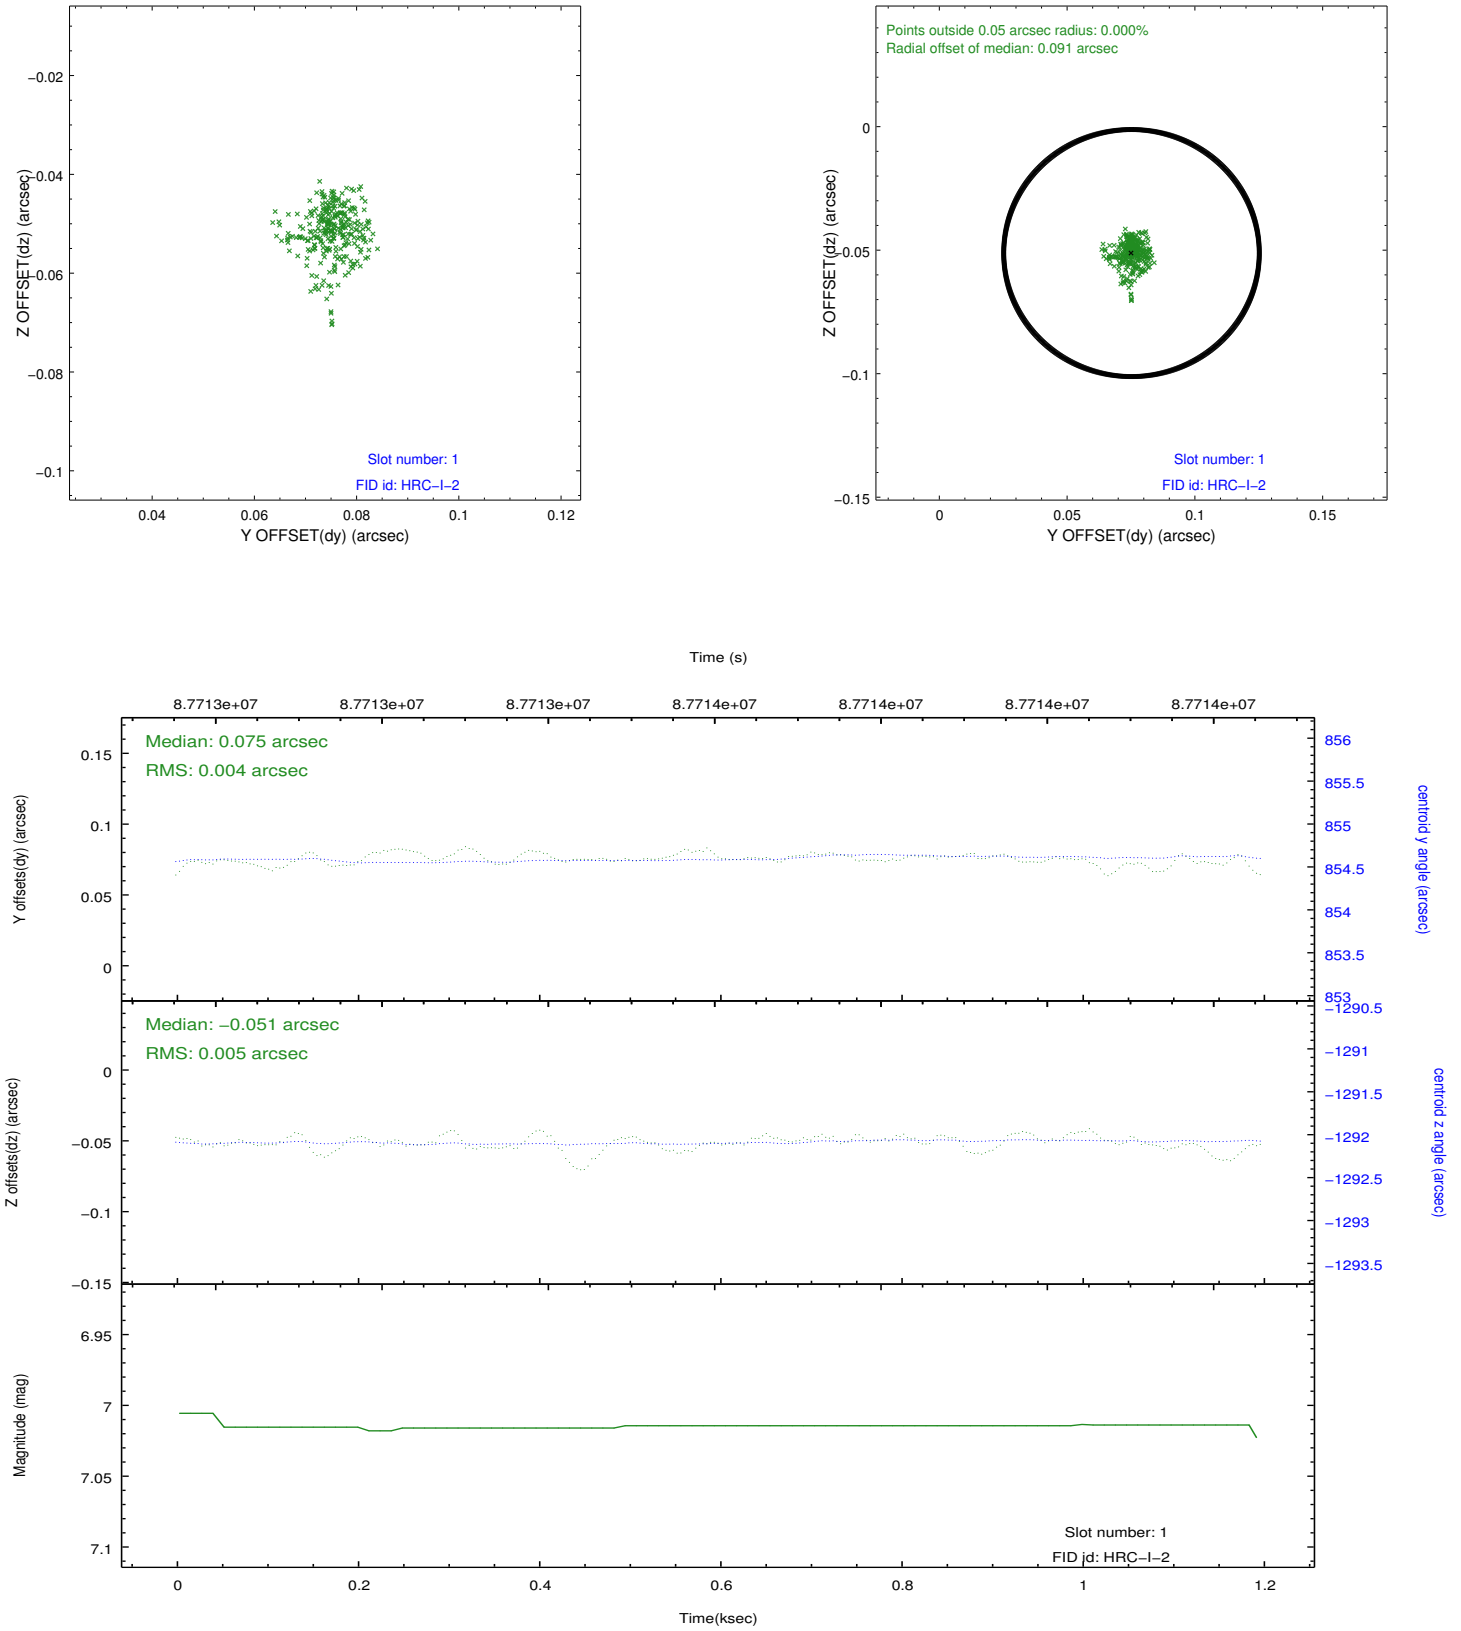 −0.02
−0.04
−0.06
−0.08
−0.1
Z OFFSET(dz) (arcsec)
Slot number: 1
FID id: HRC−I−2
0.04
0.06
0.08
0.1
0.12
Y OFFSET(dy) (arcsec)
Points outside 0.05 arcsec radius: 0.000%
Radial offset of median: 0.091 arcsec
0
−0.05
−0.1
−0.15
Z OFFSET(dz) (arcsec)
Slot number: 1
FID id: HRC−I−2
0
0.05
0.1
0.15
Y OFFSET(dy) (arcsec)
Time (s)
8.7713e+07
8.7713e+07
8.7713e+07
8.7714e+07
8.7714e+07
8.7714e+07
8.7714e+07
Median: 0.075 arcsec
RMS: 0.004 arcsec
0.15
0.1
0.05
0
Y offsets(dy) (arcsec)
856
855.5
855
854.5
854
853.5
853
centroid y angle (arcsec)
Median: −0.051 arcsec
RMS: 0.005 arcsec
0
−0.05
−0.1
−0.15
Z offsets(dz) (arcsec)
−1290.5
−1291
−1291.5
−1292
−1292.5
−1293
−1293.5
centroid z angle (arcsec)
6.95
7
7.05
7.1
Magnitude (mag)
Slot number: 1
FID id: HRC−I−2
0
0.2
0.4
0.6
0.8
1
1.2
Time(ksec)